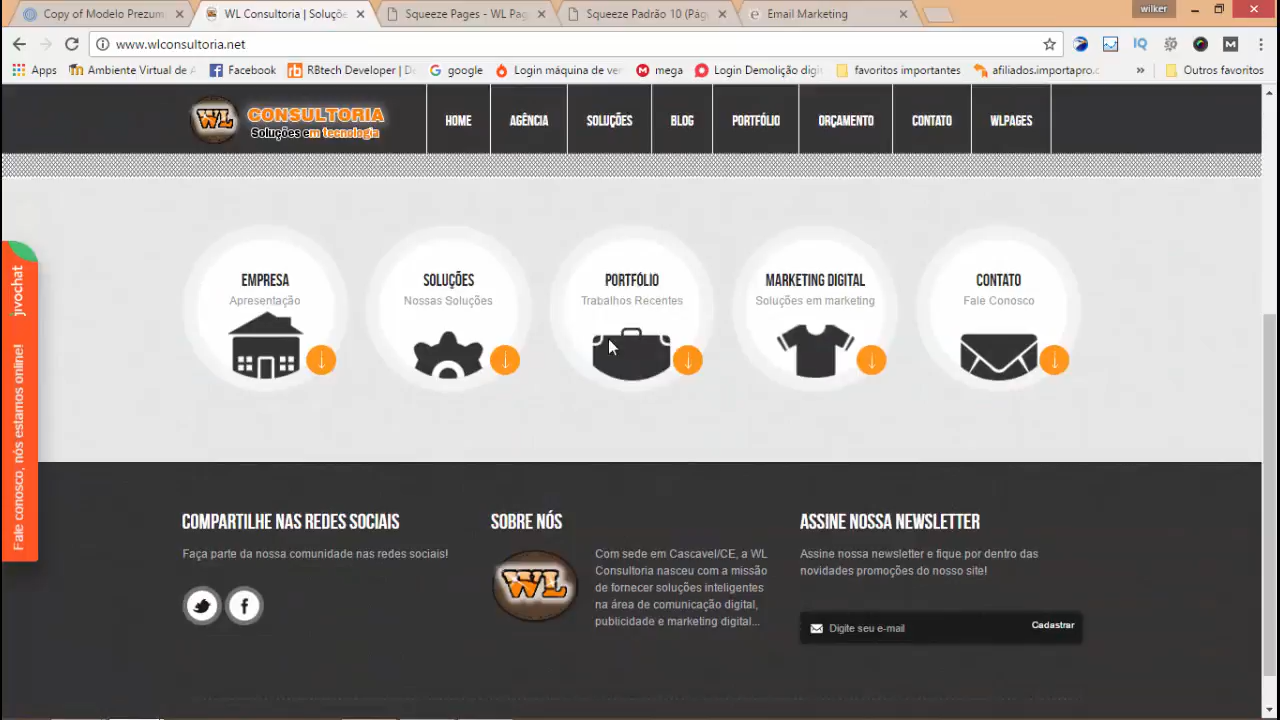 Copy of Modelo Prezum
WL Consultoria | Soluçõe
Squeeze Pages - WL Pag
Squeeze Padrão 10 (Pág
Email Marketing
wilker
www.wlconsultoria.net
Apps
Ambiente Virtual de A
Facebook
RBtech Developer | De
google
Login máquina de ver
mega
Login Demolição digi
favoritos importantes
afiliados.importapro.c
»
Outros favoritos
WL CONSULTORIA
Soluções em tecnologia
HOME
AGÊNCIA
SOLUÇÕES
BLOG
PORTFÓLIO
ORÇAMENTO
CONTATO
WLPAGES
EMPRESA
Apresentação
SOLUÇÕES
Nossas Soluções
PORTFÓLIO
Trabalhos Recentes
MARKETING DIGITAL
Soluções em marketing
CONTATO
Fale Conosco
Fale conosco, nós estamos online!
jivochat
COMPARTILHE NAS REDES SOCIAIS
Faça parte da nossa comunidade nas redes sociais!
SOBRE NÓS
WL
Com sede em Cascavel/CE, a WL
Consultoria nasceu com a missão
de fornecer soluções inteligentes
na área de comunicação digital,
publicidade e marketing digital...
ASSINE NOSSA NEWSLETTER
Assine nossa newsletter e fique por dentro das
novidades promoções do nosso site!
Digite seu e-mail
Cadastrar